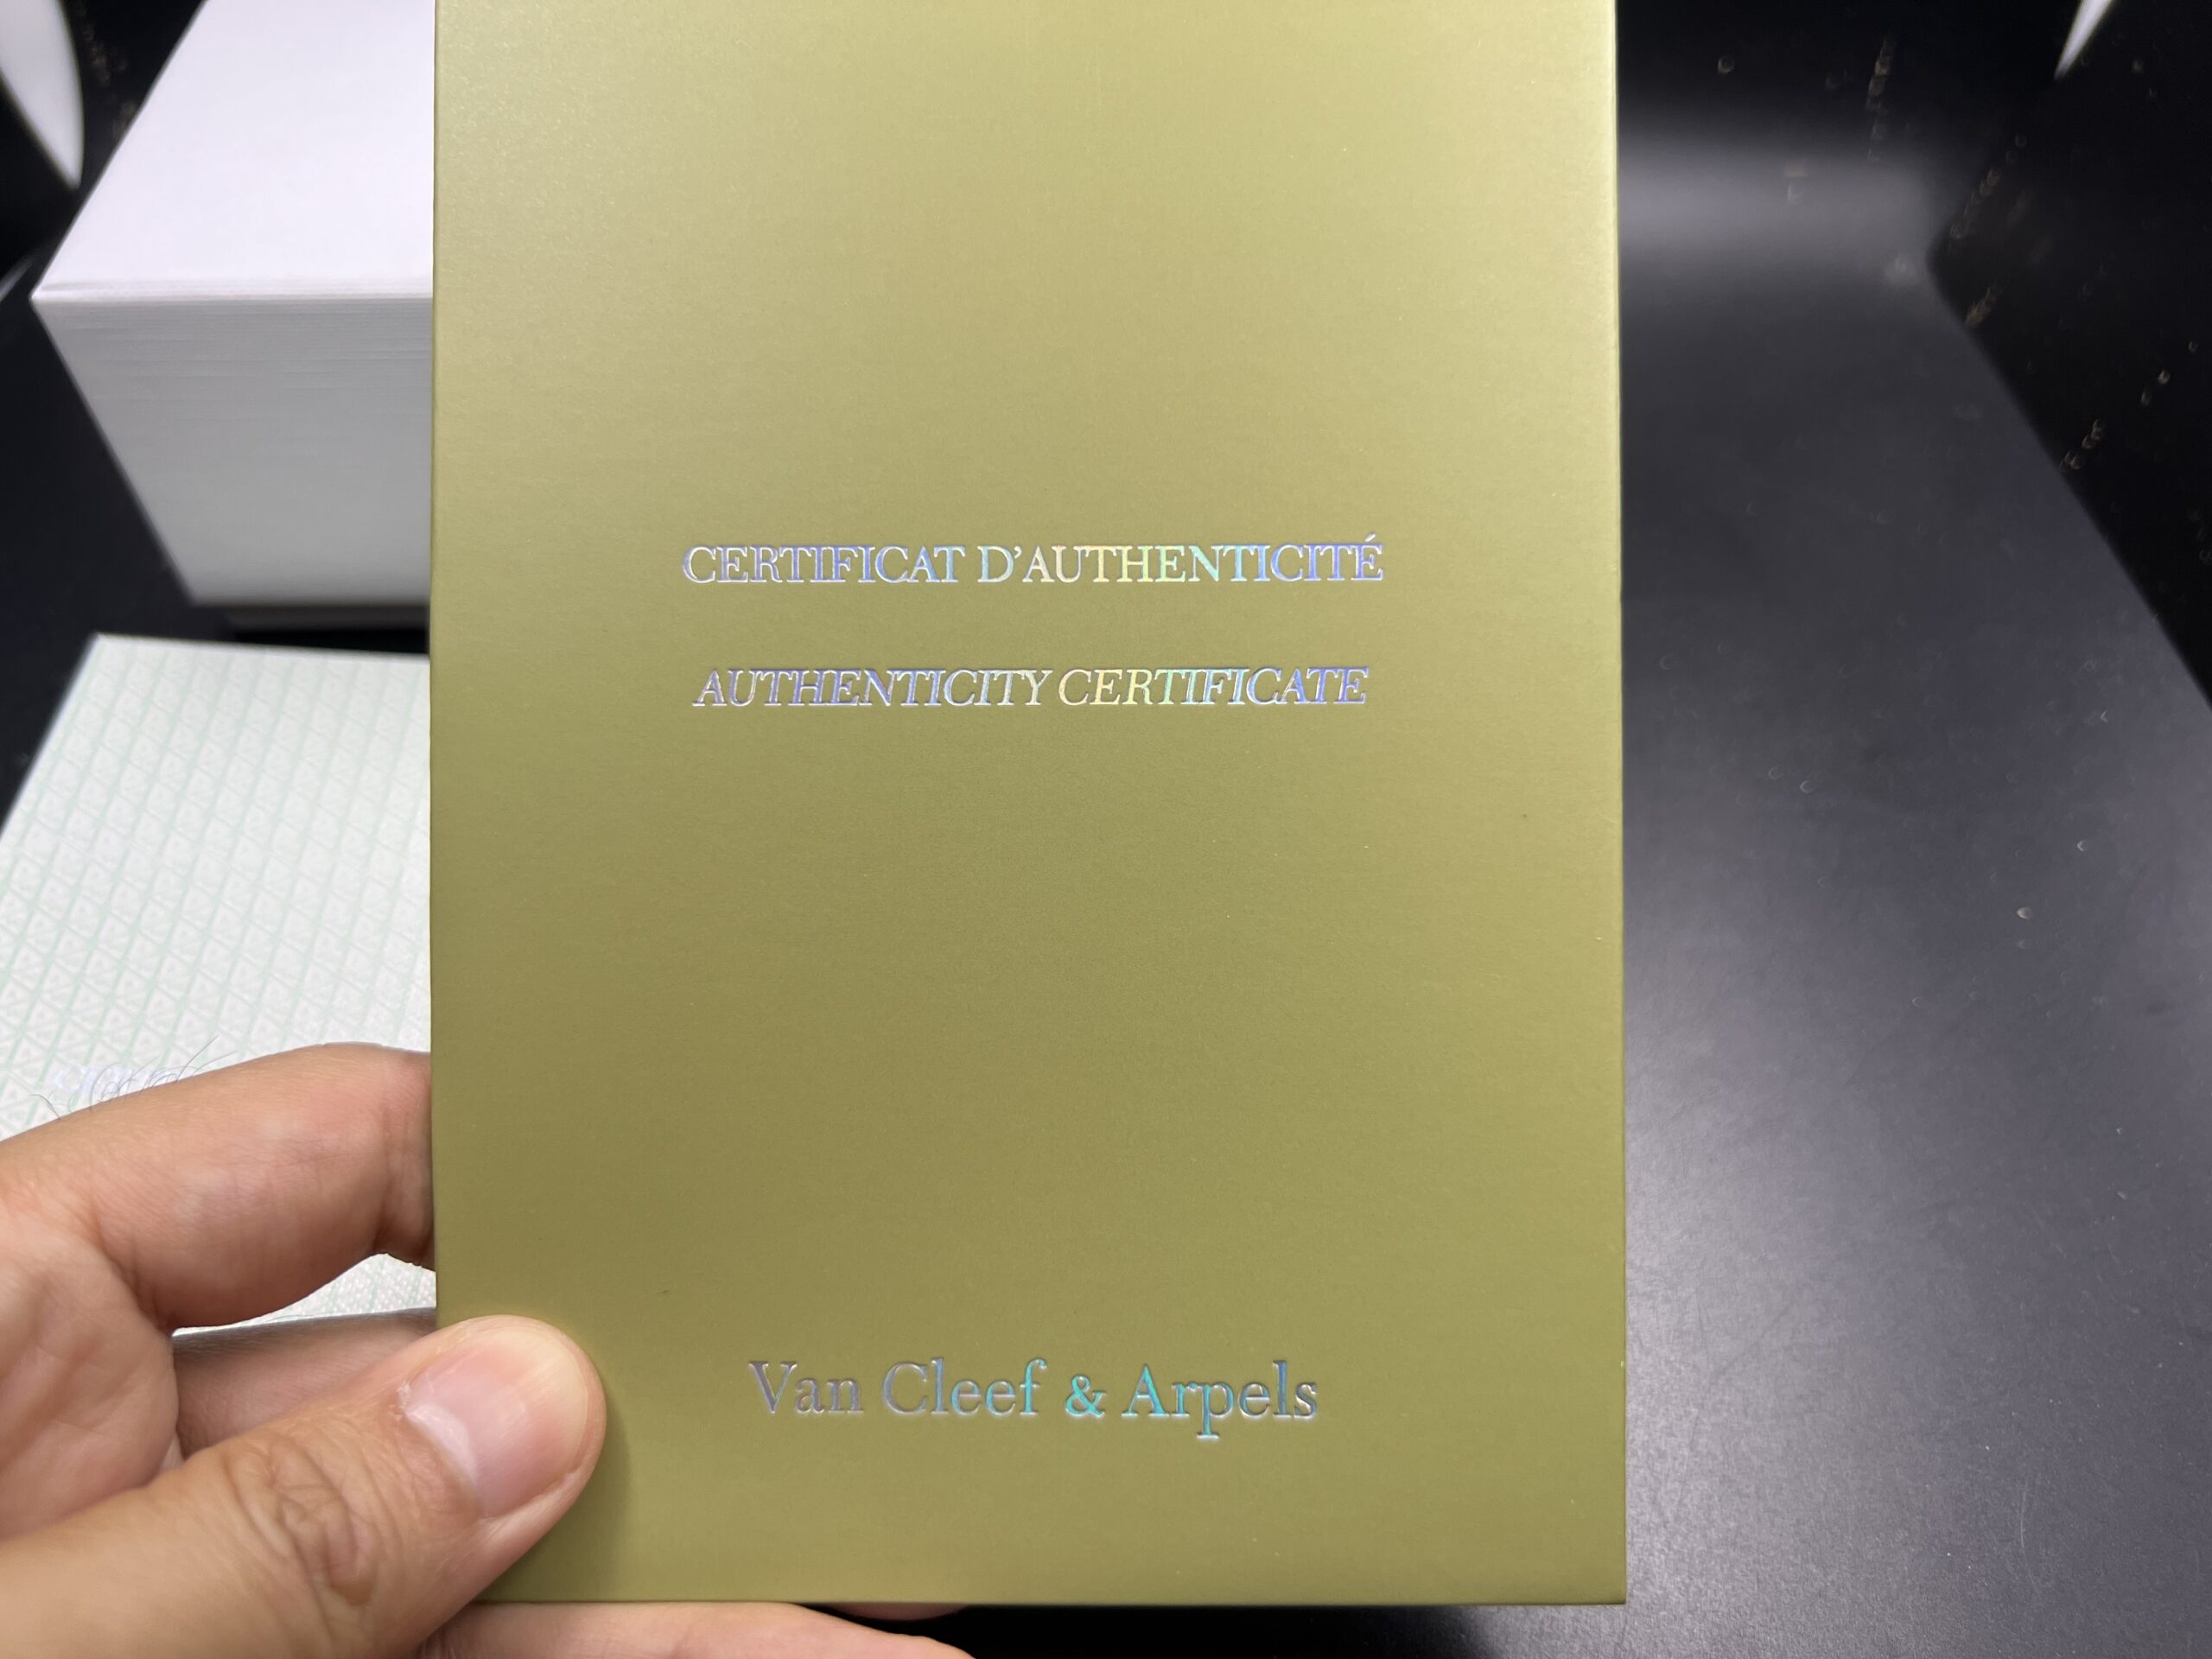 CERTIFICAT D'AUTHENTICITÉ
AUTHENTICITY CERTIFICATE
Van Cleef & Arpels